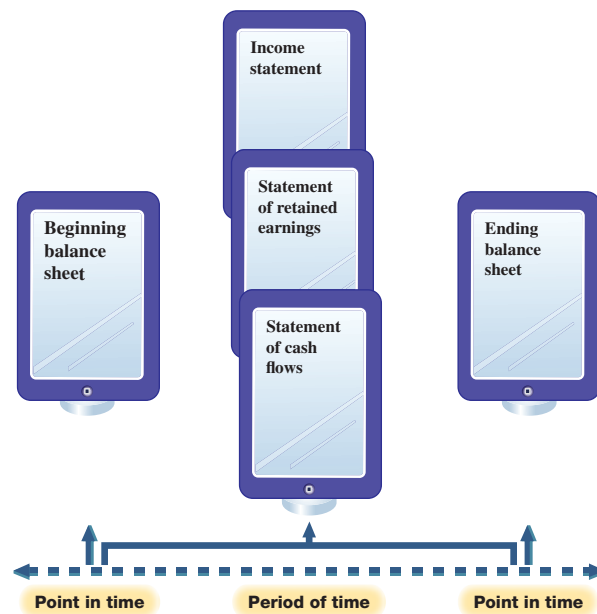 Income
statement
Statement
of retained
earnings
Beginning
balance
sheet
Ending
balance
sheet
Statement
of cash
flows
Point in time
Period of time
Point in time